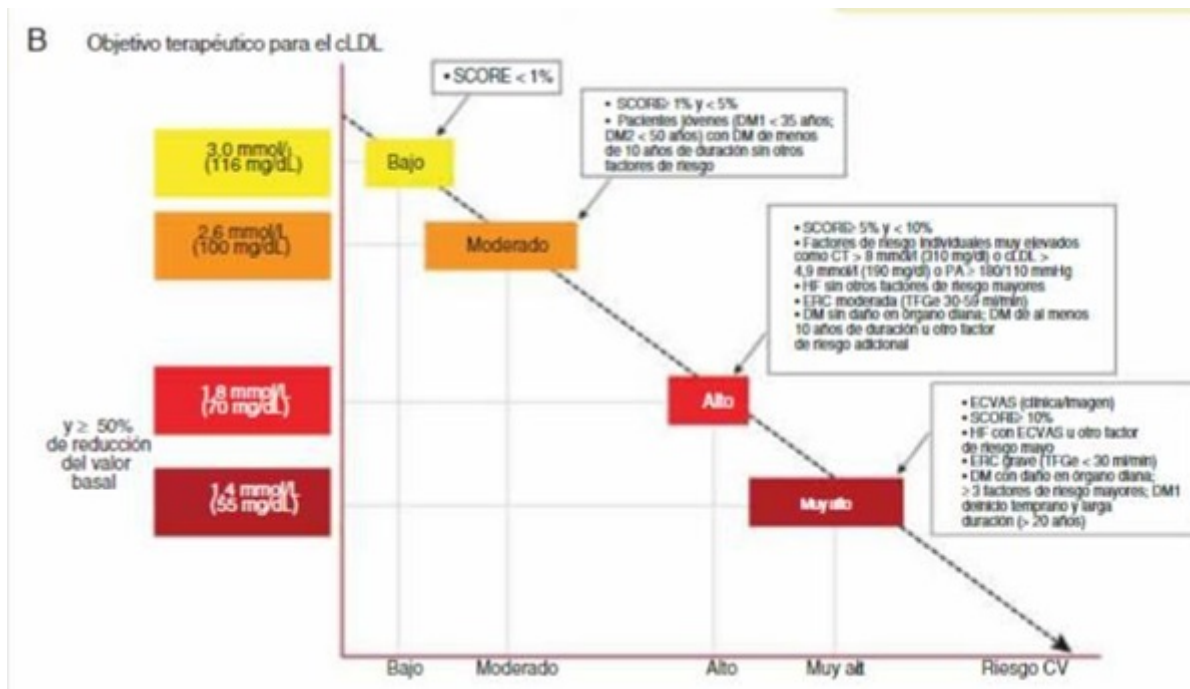 B
Objetivo terapéutico para el cLDL
• SCORE < 1%
• SCORE≥ 1% y < 5%
• Pacientes jóvenes (DM1 < 35 años;
DM2 < 50 años) con DM de menos
de 10 años de duración sin otros
factores de riesgo
3,0 mmol/l
(116 mg/dL)
Bajo
2,6 mmol/l
(100 mg/dL)
Moderado
• SCORE≥ 5% y < 10%
• Factores de riesgo individuales muy elevados
como CT > 8 mmol/l (310 mg/dl) o cLDL >
4,9 mmol/l (190 mg/dl) o PA ≥ 180/110 mmHg
• HF sin otros factores de riesgo mayores
• ERC moderada (TFGe 30-59 ml/min)
• DM sin daño en órgano diana; DM de al menos
10 años de duración u otro factor
de riesgo adicional
1,8 mmol/L
(70 mg/dL)
Alto
y ≥ 50%
de reducción
del valor
basal
1,4 mmol/L
(55 mg/dL)
Muy alto
• ECVAS (clínica/imagen)
• SCORE≥ 10%
• HF con ECVAS u otro factor
de riesgo mayo
• ERC grave (TFGe < 30 ml/min)
• DM con daño en órgano diana;
≥ 3 factores de riesgo mayores; DM1
deinicio temprano y larga
duración (> 20 años)
Bajo
Moderado
Alto
Muy alt
Riesgo CV